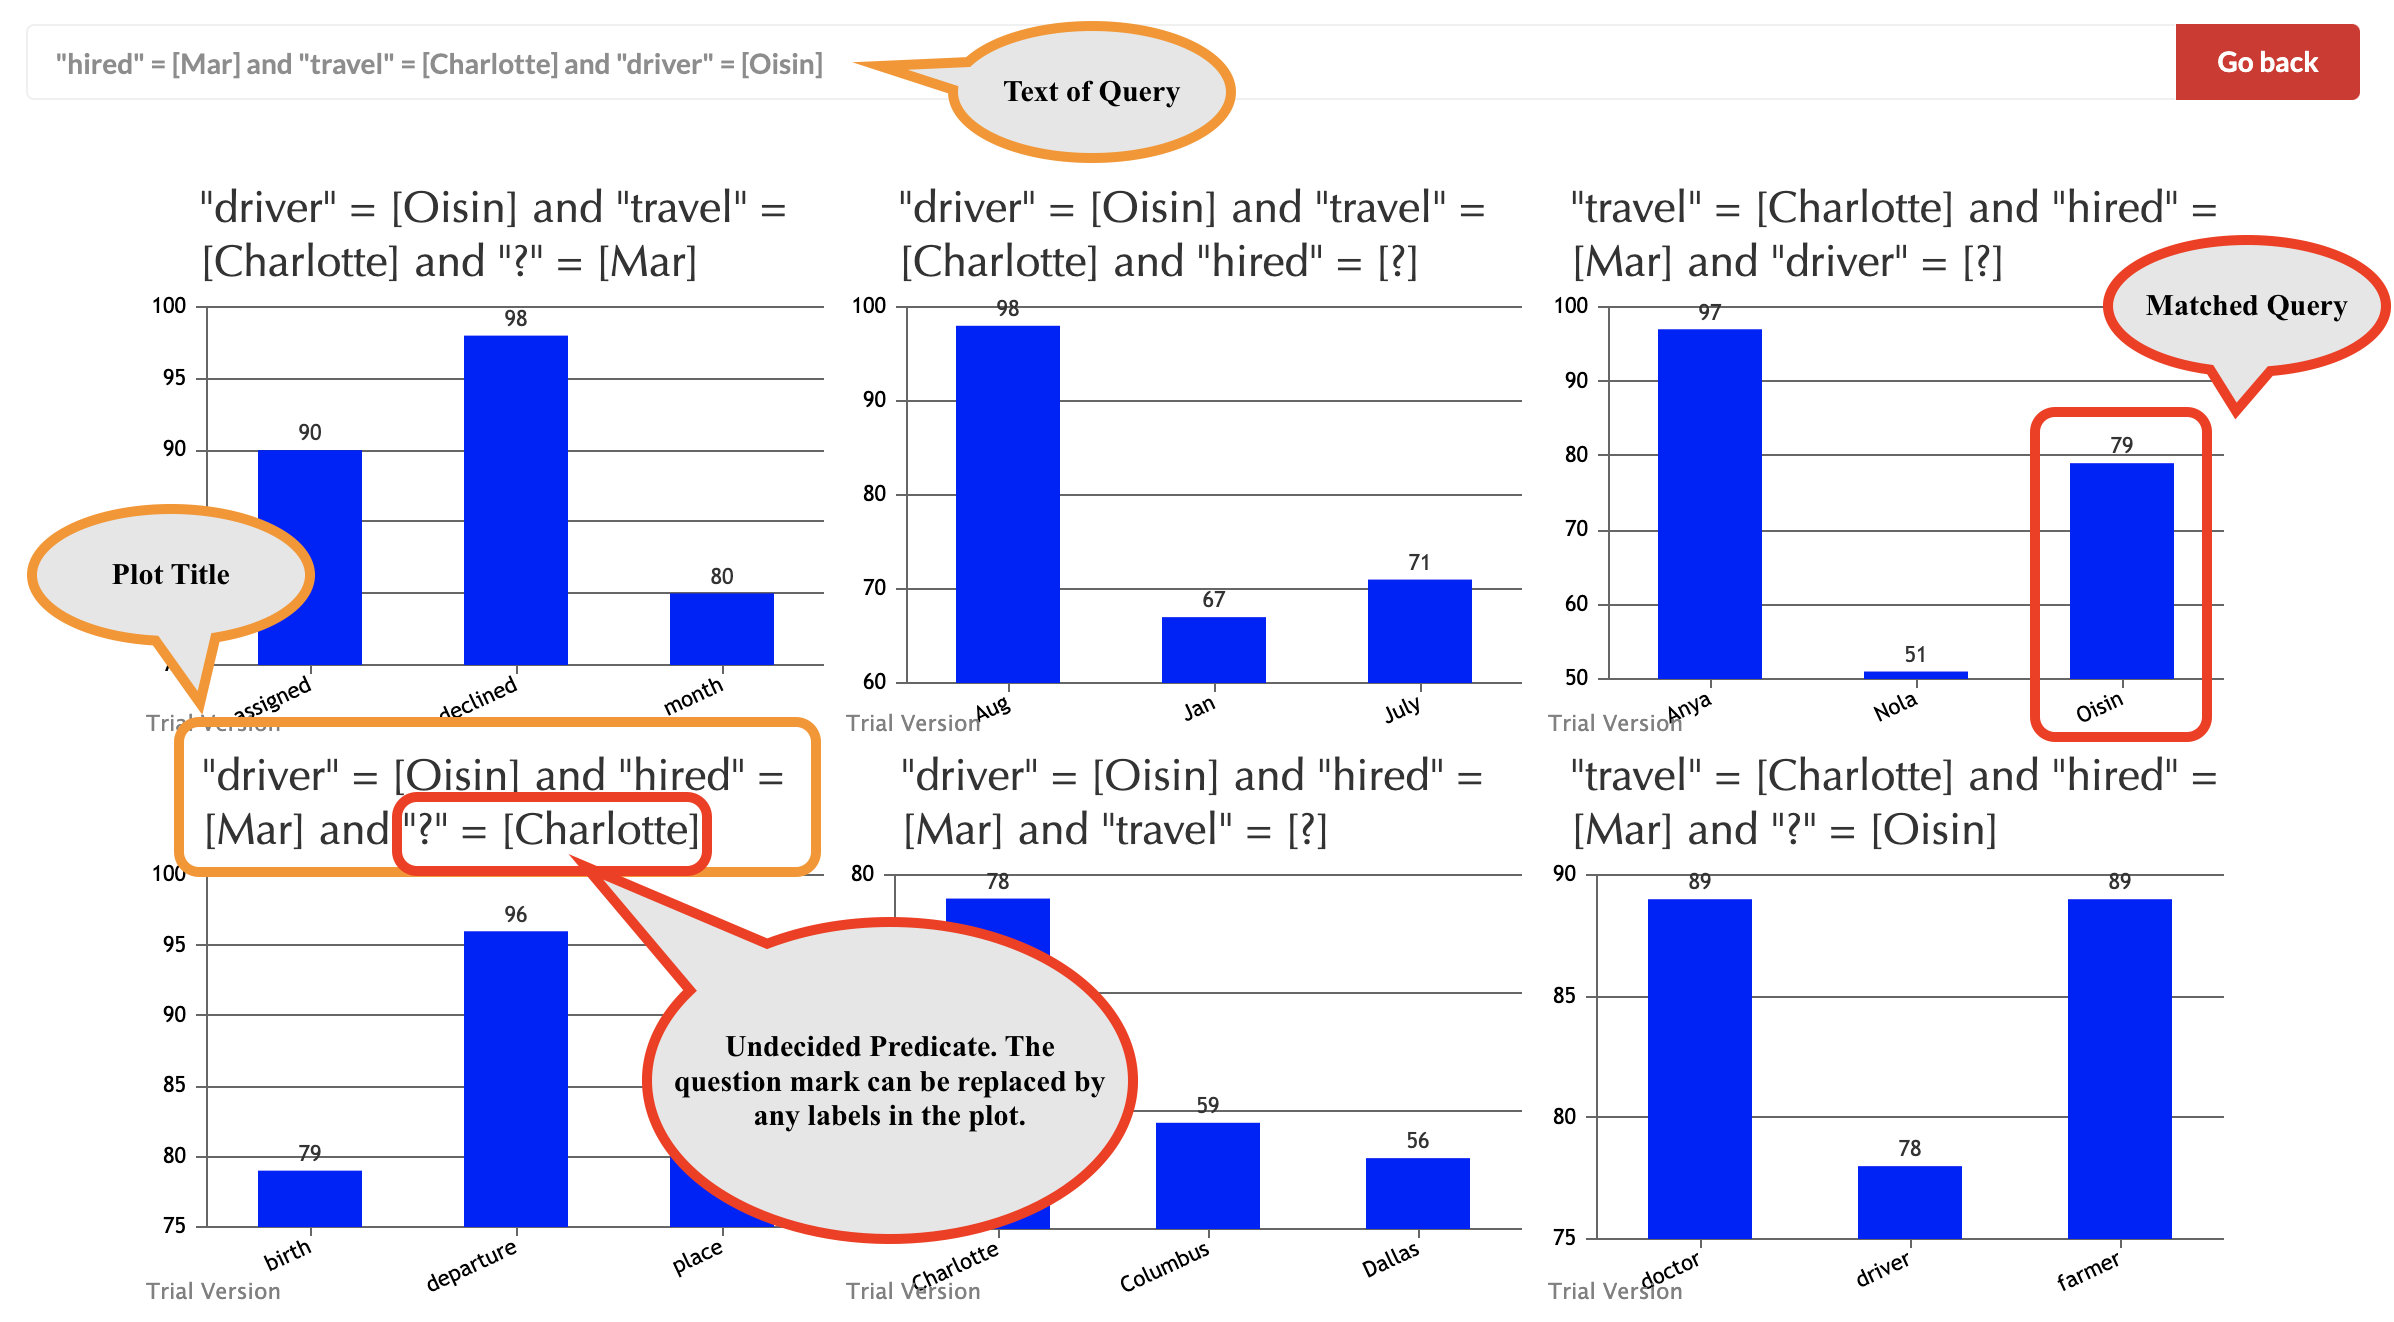 "hired" = [Mar] and "travel" = [Charlotte] and "driver" = [Oisin]
Text of Query
Go back
"driver" = [Oisin] and "travel" =
[Charlotte] and "?" = [Mar]
100
95
90
90
98
80
assigned
declined
month
Trial Version
Plot Title
"driver" = [Oisin] and "travel" =
[Charlotte] and "hired" = [?]
100
90
80
70
60
98
67
71
Aug
Jan
July
Trial Version
"travel" = [Charlotte] and "hired" =
[Mar] and "driver" = [?]
Matched Query
100
90
80
70
60
50
97
51
79
Anya
Nola
Oisin
Trial Version
"driver" = [Oisin] and "hired" =
[Mar] and "?" = [Charlotte]
100
95
90
85
80
75
79
96
birth
departure
place
Trial Version
Undecided Predicate. The
question mark can be replaced by
any labels in the plot.
"driver" = [Oisin] and "hired" =
[Mar] and "travel" = [?]
80
78
59
56
Charlotte
Columbus
Dallas
Trial Version
"travel" = [Charlotte] and "hired" =
[Mar] and "?" = [Oisin]
90
85
80
75
89
78
89
doctor
driver
farmer
Trial Version